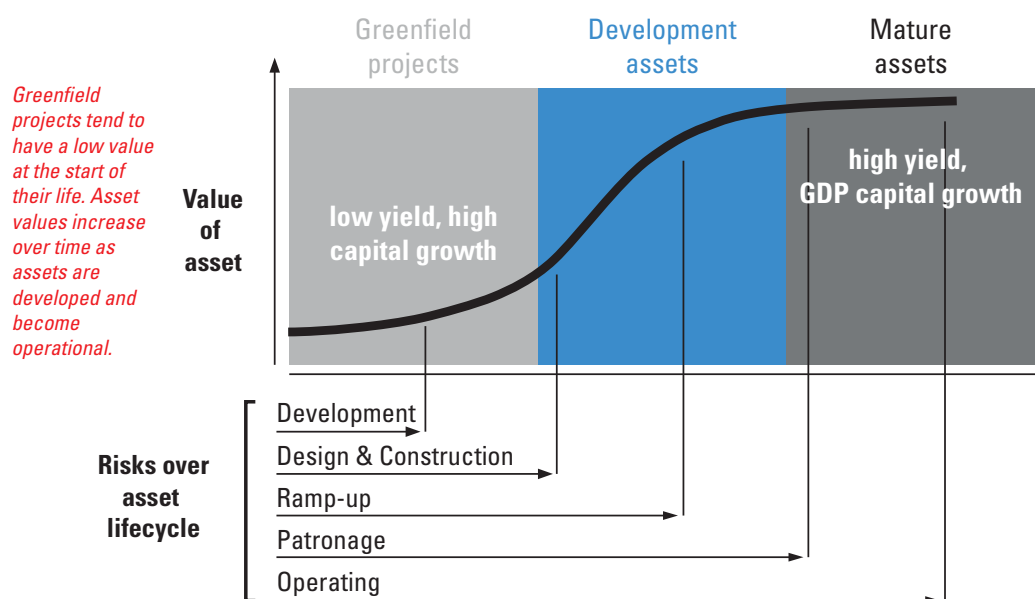 Greenfield
projects
Development
assets
Mature
assets
Greenfield
projects tend to
have a low value
at the start of
their life. Asset
values increase
over time as
assets are
developed and
become
operational.
Value
of
asset
low yield, high
capital growth
high yield,
GDP capital growth
Risks over
asset
lifecycle
Development
Design & Construction
Ramp-up
Patronage
Operating